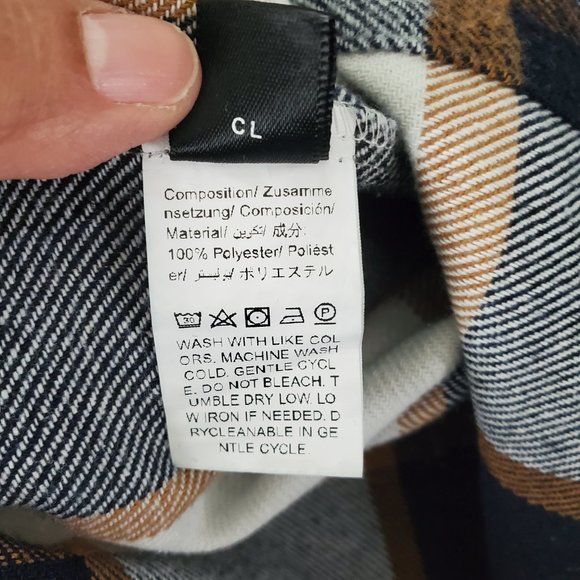 CL
Composition/ Zusamme
nsetzung/ Composición/
Material/ تكوين/ 成分:
100% Polyester/ Poliést
er/ بوليستر/ ポリエステル
30 P
WASH WITH LIKE COL
ORS. MACHINE WASH
COLD. GENTLE CYCL
E. DO NOT BLEACH. T
UMBLE DRY LOW. LO
W IRON IF NEEDED. D
RYCLEANABLE IN GE
NTLE CYCLE.